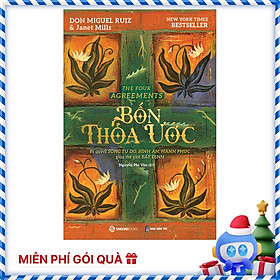 DON MIGUEL RUIZ
& Janet Mills
NEW YORK TIMES
BESTSELLER
THE FOUR
AGREEMENTS
BỐN
THỎA ƯỚC
Bí quyết SỐNG TỰ DO, BÌNH AN, HẠNH PHÚC
giữa thế giới BẤT ĐỊNH
MIỄN PHÍ GÓI QUÀ